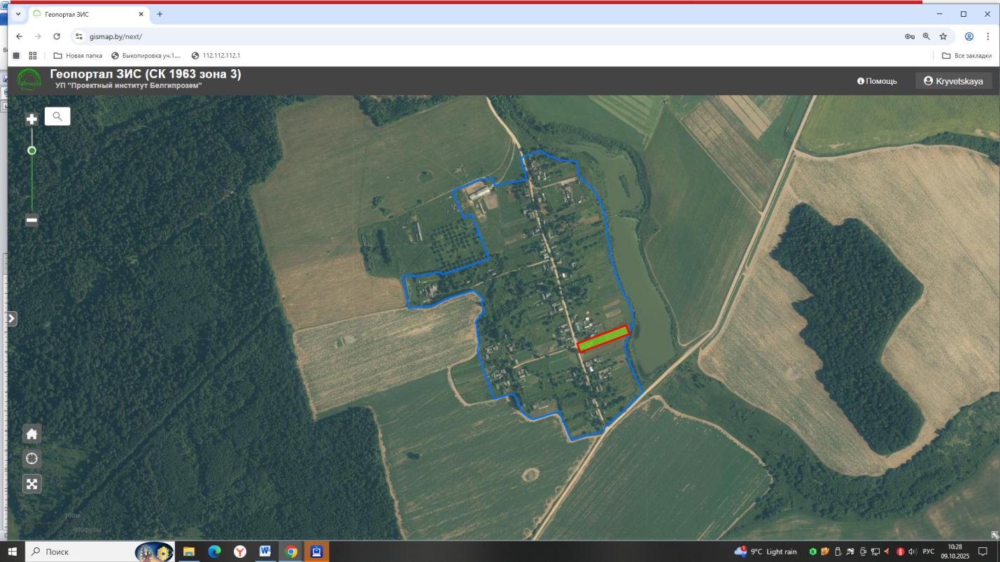 Геопортал ЗИС
gismap.by/next/
Новая папка
Выкопировка уч.1....
112.112.112.1
Все закладки
Геопортал ЗИС (СК 1963 зона 3)
УП "Проектный институт Белгипрозем"
Помощь
Kryvetskaya
100м
400футы
Поиск
9°C Light rain
РУС
10:28
09.10.2025